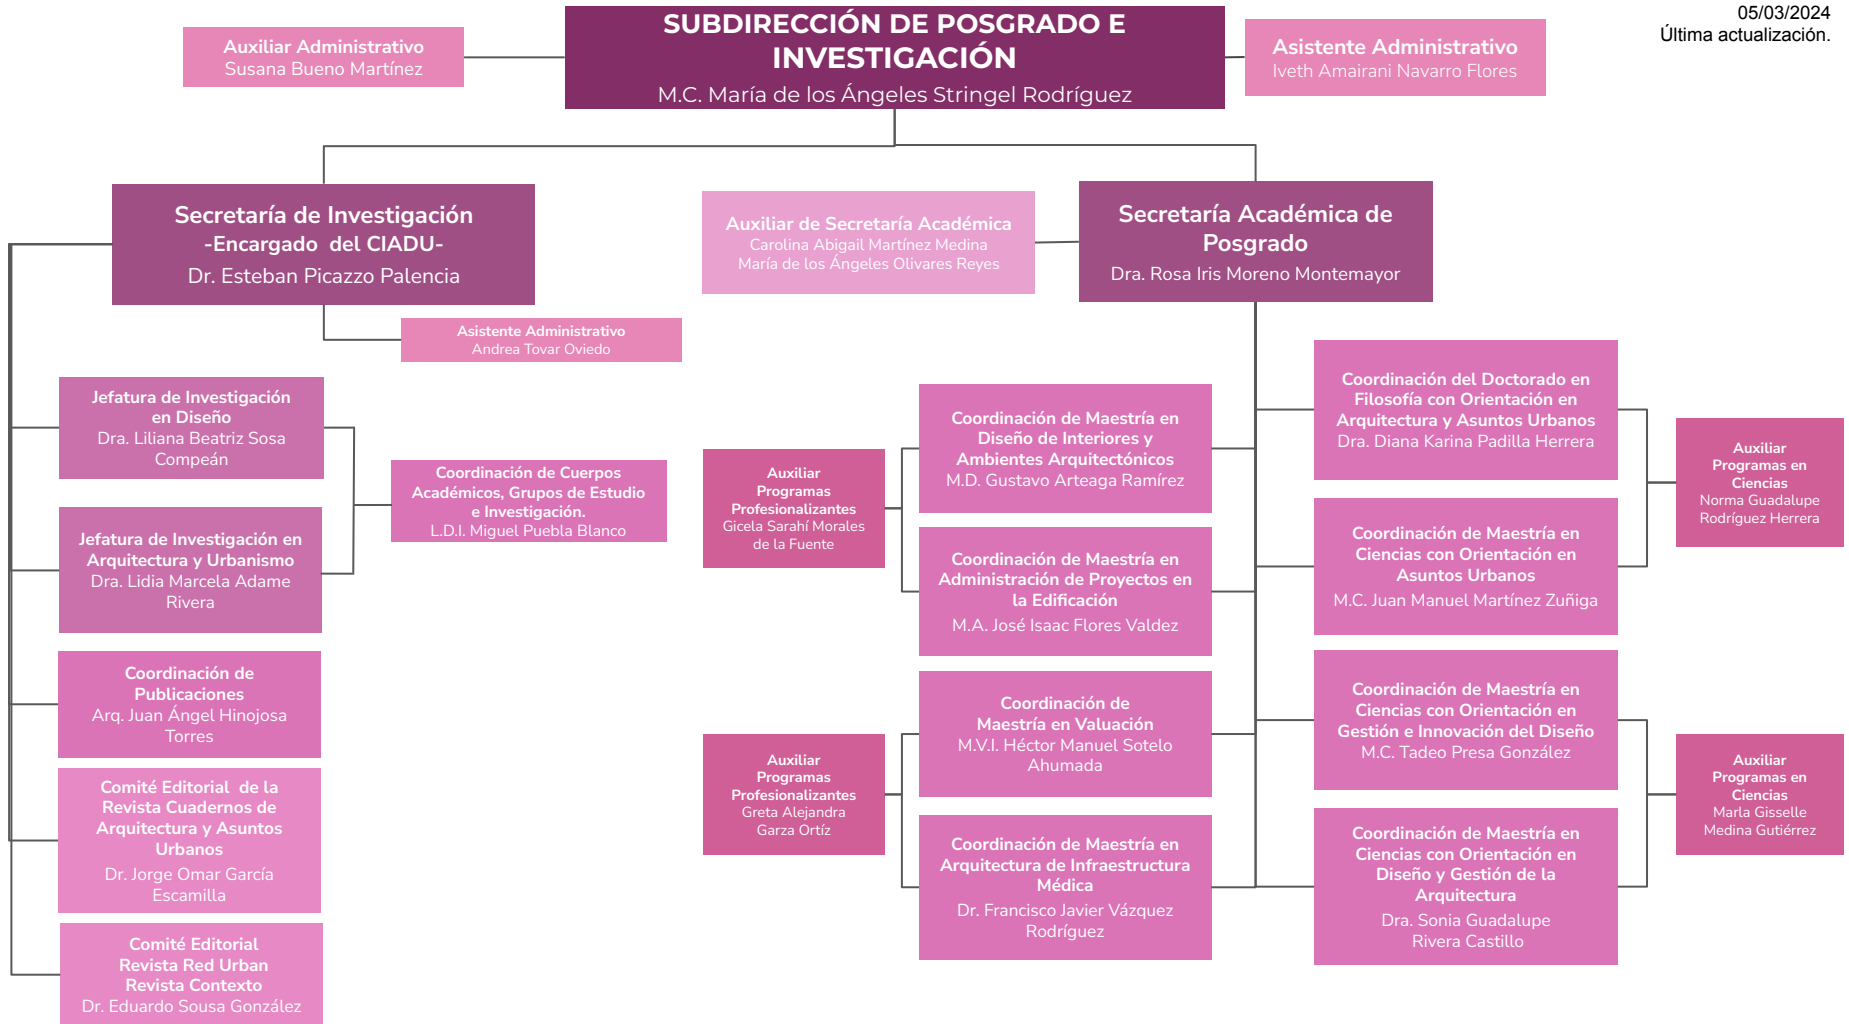 05/03/2024
Última actualización.
SUBDIRECCIÓN DE POSGRADO E
INVESTIGACIÓN
M.C. María de los Ángeles Stringel Rodríguez
Auxiliar Administrativo
Susana Bueno Martínez
Asistente Administrativo
Iveth Amairani Navarro Flores
Secretaría de Investigación
-Encargado del CIADU-
Dr. Esteban Picazzo Palencia
Auxiliar de Secretaría Académica
Carolina Abigail Martínez Medina
María de los Ángeles Olivares Reyes
Secretaría Académica de
Posgrado
Dra. Rosa Iris Moreno Montemayor
Asistente Administrativo
Andrea Tovar Oviedo
Jefatura de Investigación
en Diseño
Dra. Liliana Beatriz Sosa
Compeán
Coordinación de Cuerpos
Académicos, Grupos de Estudio
e Investigación.
L.D.I. Miguel Puebla Blanco
Jefatura de Investigación en
Arquitectura y Urbanismo
Dra. Lidia Marcela Adame
Rivera
Coordinación de
Publicaciones
Arq. Juan Ángel Hinojosa
Torres
Comité Editorial de la
Revista Cuadernos de
Arquitectura y Asuntos
Urbanos
Dr. Jorge Omar García
Escamilla
Comité Editorial
Revista Red Urban
Revista Contexto
Dr. Eduardo Sousa González
Auxiliar
Programas
Profesionalizantes
Gicela Sarahí Morales
de la Fuente
Coordinación de Maestría en
Diseño de Interiores y
Ambientes Arquitectónicos
M.D. Gustavo Arteaga Ramírez
Coordinación de Maestría en
Administración de Proyectos en
la Edificación
M.A. José Isaac Flores Valdez
Auxiliar
Programas
Profesionalizantes
Greta Alejandra
Garza Ortíz
Coordinación de
Maestría en Valuación
M.V.I. Héctor Manuel Sotelo
Ahumada
Coordinación de Maestría en
Arquitectura de Infraestructura
Médica
Dr. Francisco Javier Vázquez
Rodríguez
Coordinación del Doctorado en
Filosofía con Orientación en
Arquitectura y Asuntos Urbanos
Dra. Diana Karina Padilla Herrera
Coordinación de Maestría en
Ciencias con Orientación en
Asuntos Urbanos
M.C. Juan Manuel Martínez Zuñiga
Auxiliar
Programas en
Ciencias
Norma Guadalupe
Rodríguez Herrera
Coordinación de Maestría en
Ciencias con Orientación en
Gestión e Innovación del Diseño
M.C. Tadeo Presa González
Coordinación de Maestría en
Ciencias con Orientación en
Diseño y Gestión de la
Arquitectura
Dra. Sonia Guadalupe
Rivera Castillo
Auxiliar
Programas en
Ciencias
Marla Gisselle
Medina Gutiérrez